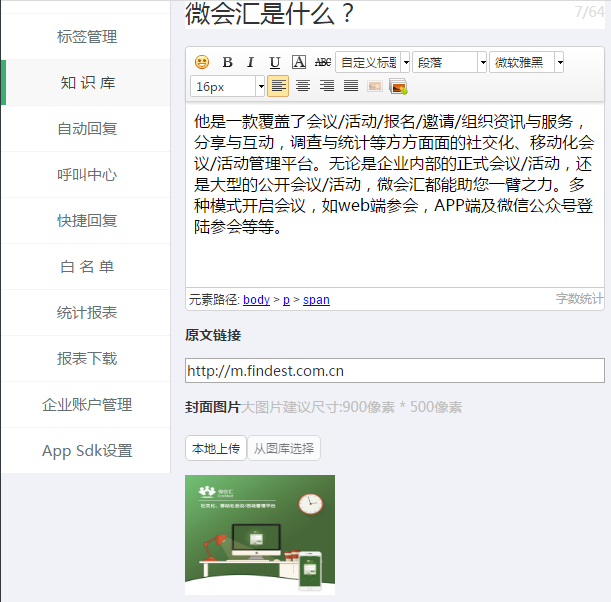 微会汇是什么？
7/64
标签管理
知 识 库
自动回复
呼叫中心
快捷回复
白 名 单
统计报表
报表下载
企业账户管理
App Sdk设置
B I U A ABC 自定义标题 段落 微软雅黑
16px
他是一款覆盖了会议/活动/报名/邀请/组织资讯与服务，
分享与互动，调查与统计等方方面面的社交化、移动化会
议/活动管理平台。无论是企业内部的正式会议/活动，还
是大型的公开会议/活动，微会汇都能助您一臂之力。多
种模式开启会议，如web端参会，APP端及微信公众号登
陆参会等等。
元素路径: body > p > span
字数统计
原文链接
http://m.findest.com.cn
封面图片大图片建议尺寸:900像素 * 500像素
本地上传 从图库选择
微会汇
社交化、移动化会议/活动管理平台